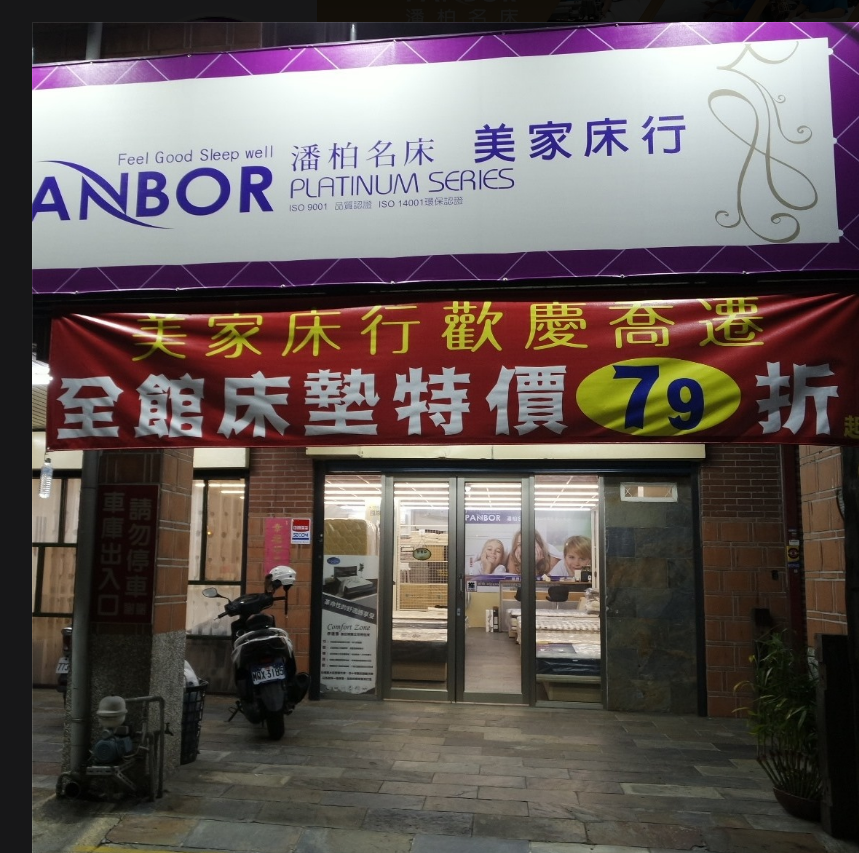 Feel Good Sleep well
ANBOR
潘柏名床 美家床行
PLATINUM SERIES
ISO 9001 品質認證 ISO 14001環保認證
美家床行歡慶喬遷
全館床墊特價79折
請勿停車
車庫出入口
PANBOR
SECOM
Comfort Zone